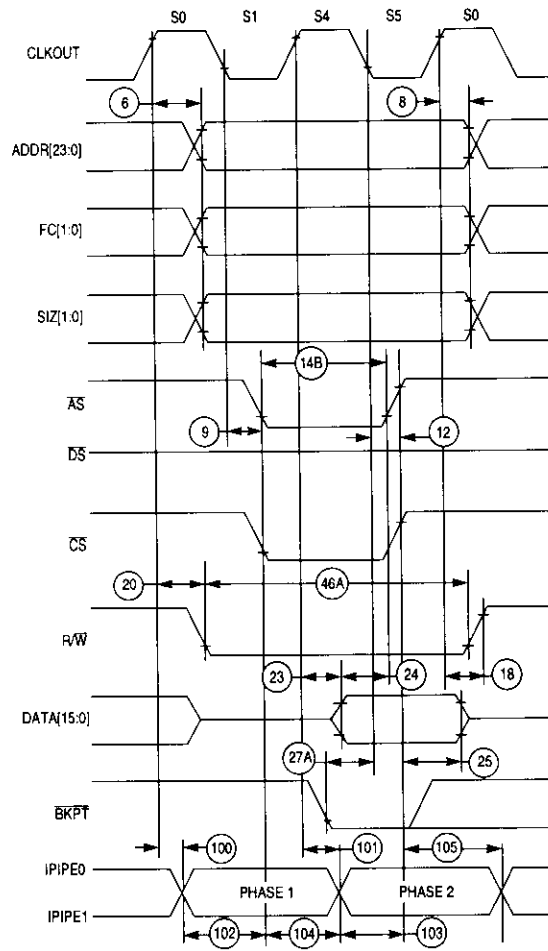 S0 S1 S4 S5 S0
CLKOUT
6 8
ADDR[23:0]
FC[1:0]
SIZ[1:0]
14B
AS
9 12
DS
CS
20 46A
R/W
23 24 18
DATA[15:0]
27A 25
BKPT
100 101 105
IPIPE0
PHASE 1 PHASE 2
IPIPE1
102 104 103